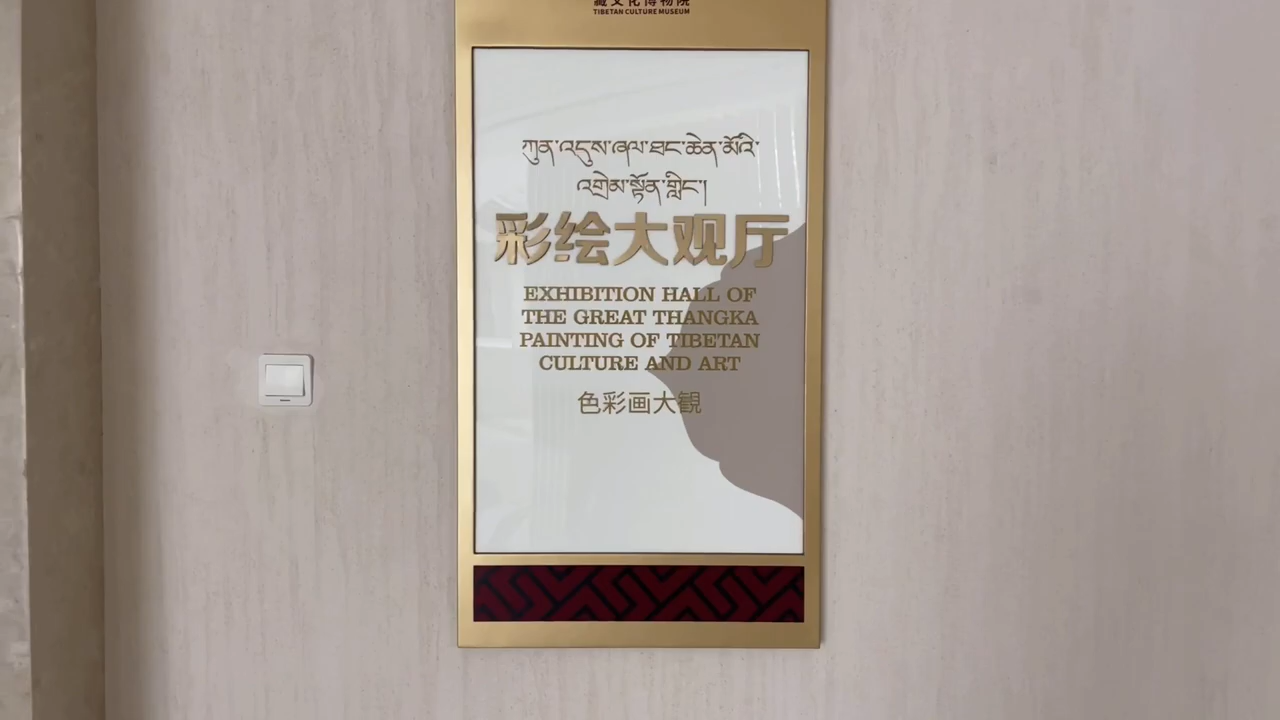 藏文化博物院
TIBETAN CULTURE MUSEUM
ཀུན་འདུས་ཞལ་ཐང་ཆེན་མོའི་
འགྲེམ་སྟོན་གླིང་།
彩绘大观厅
EXHIBITION HALL OF
THE GREAT THANGKA
PAINTING OF TIBETAN
CULTURE AND ART
色彩画大観